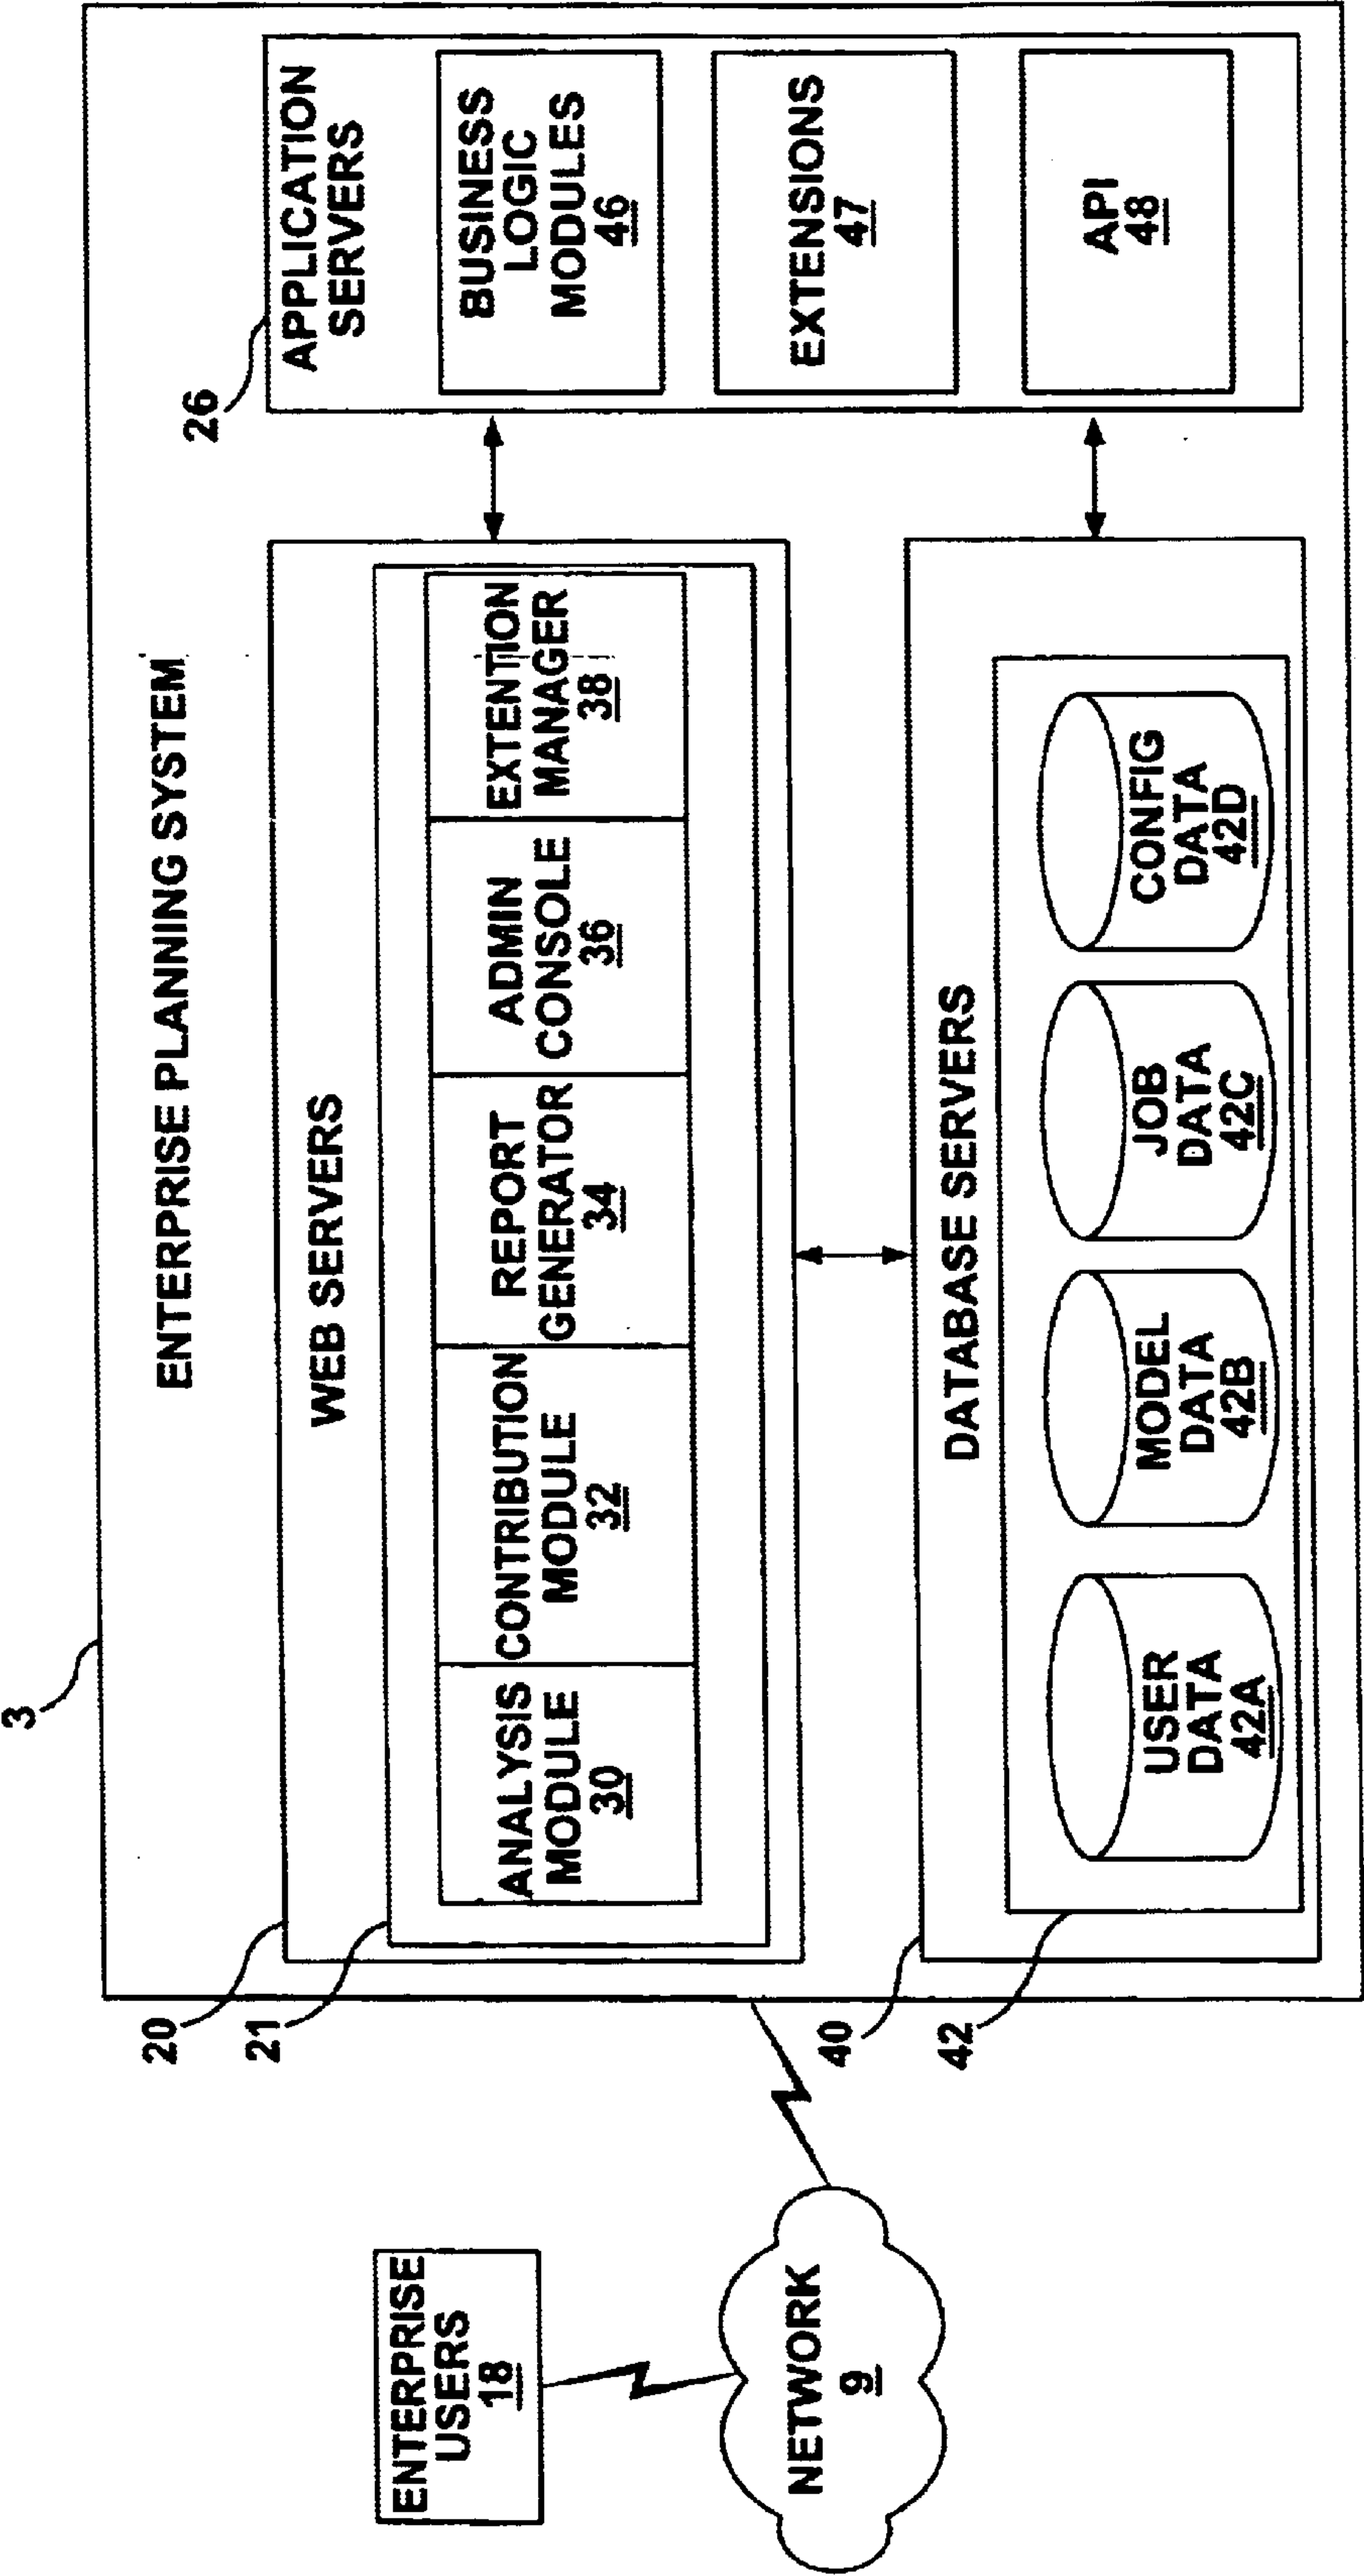 3
ENTERPRISE PLANNING SYSTEM
20
WEB SERVERS
21
ANALYSIS
MODULE
30
CONTRIBUTION
MODULE
32
REPORT
GENERATOR
34
ADMIN
CONSOLE
36
EXTENTION
MANAGER
38
26
APPLICATION
SERVERS
BUSINESS
LOGIC
MODULES
46
EXTENSIONS
47
API
48
ENTERPRISE
USERS
18
NETWORK
9
40
DATABASE SERVERS
42
USER
DATA
42A
MODEL
DATA
42B
JOB
DATA
42C
CONFIG
DATA
42D